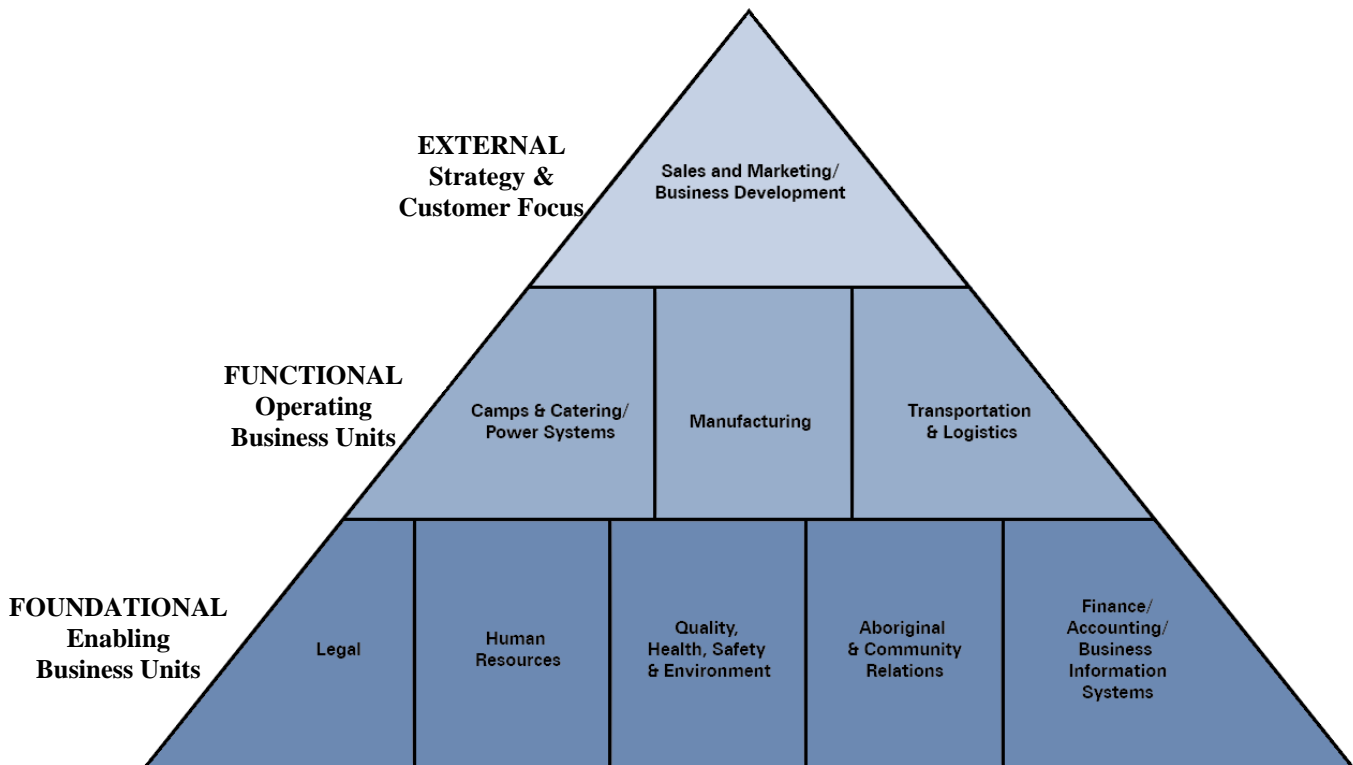 EXTERNAL
Strategy &
Customer Focus
Sales and Marketing/
Business Development
FUNCTIONAL
Operating
Business Units
Camps & Catering/
Power Systems
Manufacturing
Transportation
& Logistics
FOUNDATIONAL
Enabling
Business Units
Legal
Human
Resources
Quality,
Health, Safety
& Environment
Aboriginal
& Community
Relations
Finance/
Accounting/
Business
Information
Systems